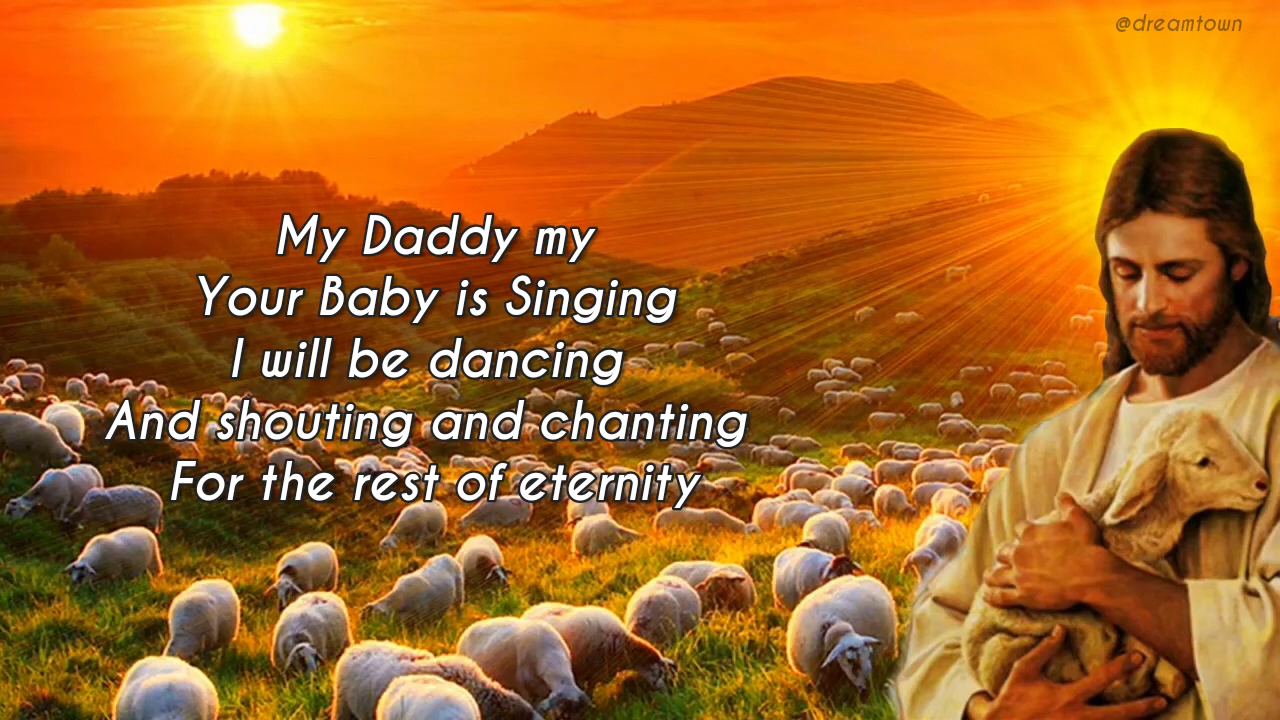 @dreamtown
My Daddy my
Your Baby is Singing
I will be dancing
And shouting and chanting
For the rest of eternity